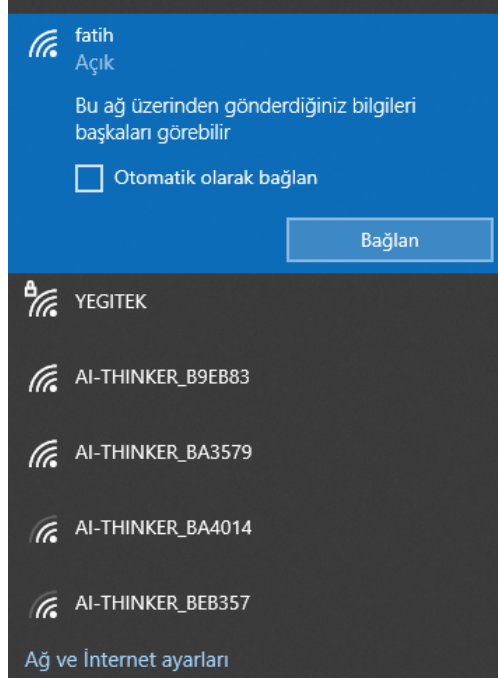 fatih
Açık
Bu ağ üzerinden gönderdiğiniz bilgileri
başkaları görebilir
Otomatik olarak bağlan
Bağlan
YEGITEK
AI-THINKER_B9EB83
AI-THINKER_BA3579
AI-THINKER_BA4014
AI-THINKER_BEB357
Ağ ve İnternet ayarları